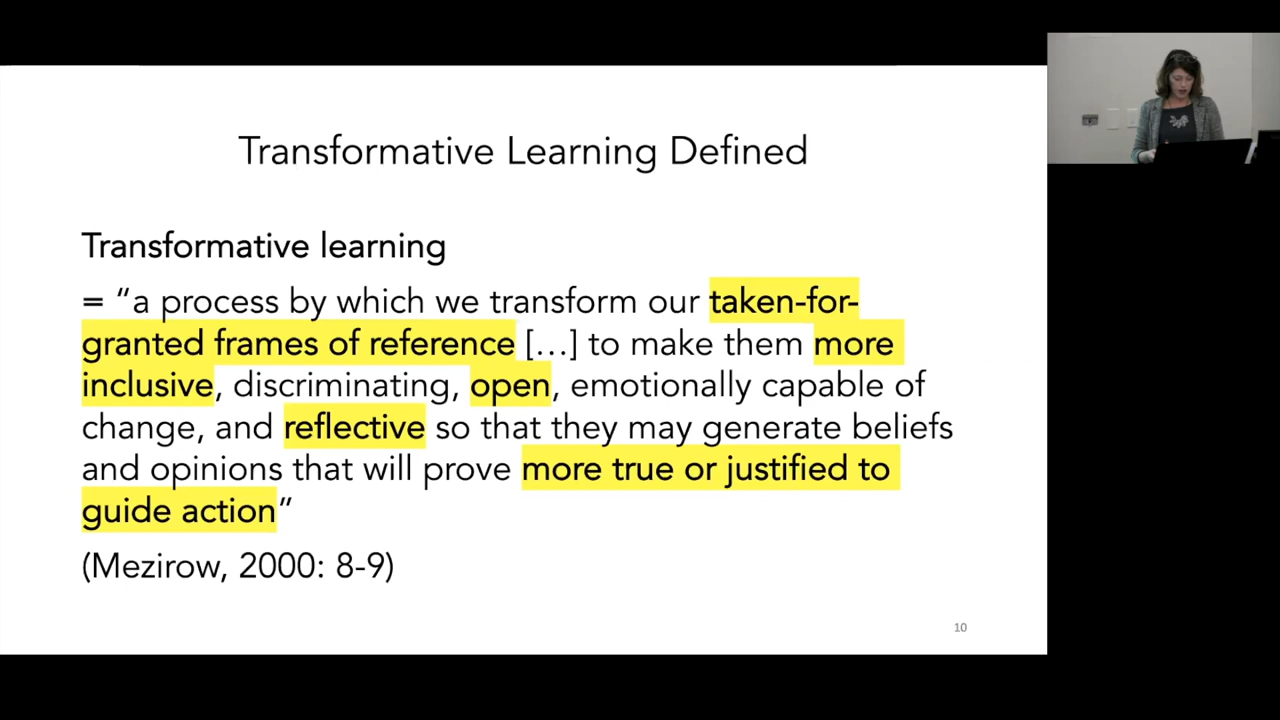 Transformative Learning Defined
Transformative learning
= “a process by which we transform our taken-for-
granted frames of reference […] to make them more
inclusive, discriminating, open, emotionally capable of
change, and reflective so that they may generate beliefs
and opinions that will prove more true or justified to
guide action”
(Mezirow, 2000: 8-9)
10